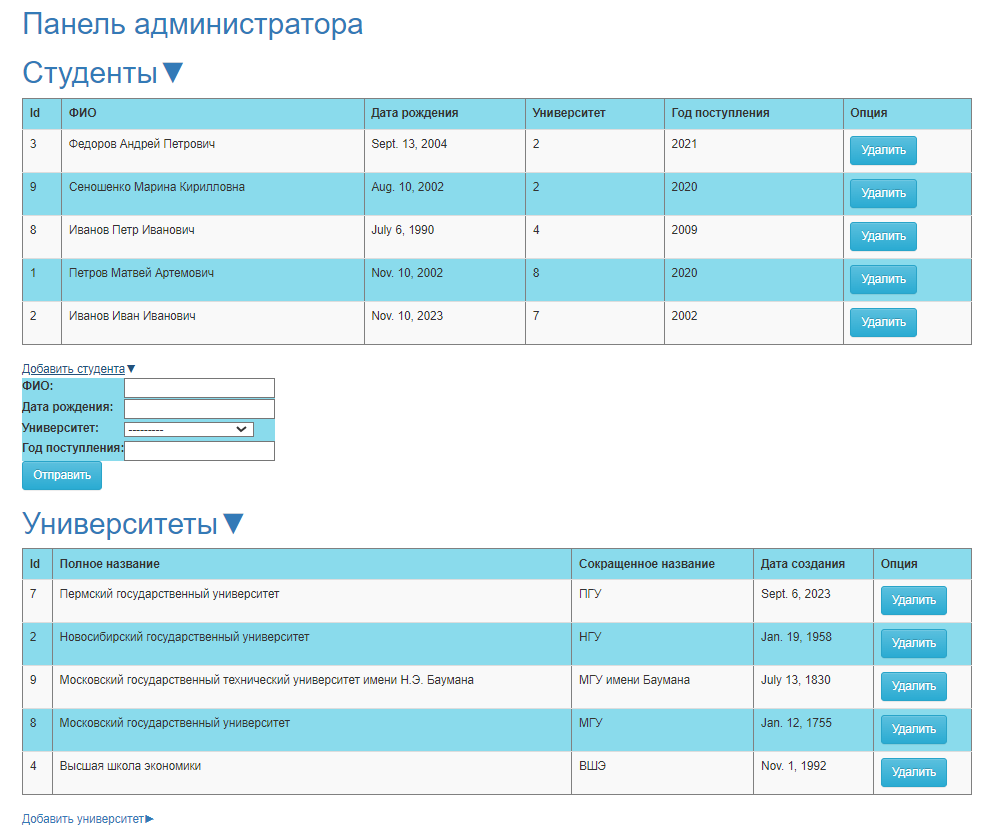 Панель администратора
Студенты▼
Id ФИО Дата рождения Университет Год поступления Опция
3 Федоров Андрей Петрович Sept. 13, 2004 2 2021 Удалить
9 Сеношенко Марина Кирилловна Aug. 10, 2002 2 2020 Удалить
8 Иванов Петр Иванович July 6, 1990 4 2009 Удалить
1 Петров Матвей Артемович Nov. 10, 2002 8 2020 Удалить
2 Иванов Иван Иванович Nov. 10, 2023 7 2002 Удалить
Добавить студента▼
ФИО:
Дата рождения:
Университет: ---------
Год поступления:
Отправить
Университеты▼
Id Полное название Сокращенное название Дата создания Опция
7 Пермский государственный университет ПГУ Sept. 6, 2023 Удалить
2 Новосибирский государственный университет НГУ Jan. 19, 1958 Удалить
9 Московский государственный технический университет имени Н.Э. Баумана МГУ имени Баумана July 13, 1830 Удалить
8 Московский государственный университет МГУ Jan. 12, 1755 Удалить
4 Высшая школа экономики ВШЭ Nov. 1, 1992 Удалить
Добавить университет►